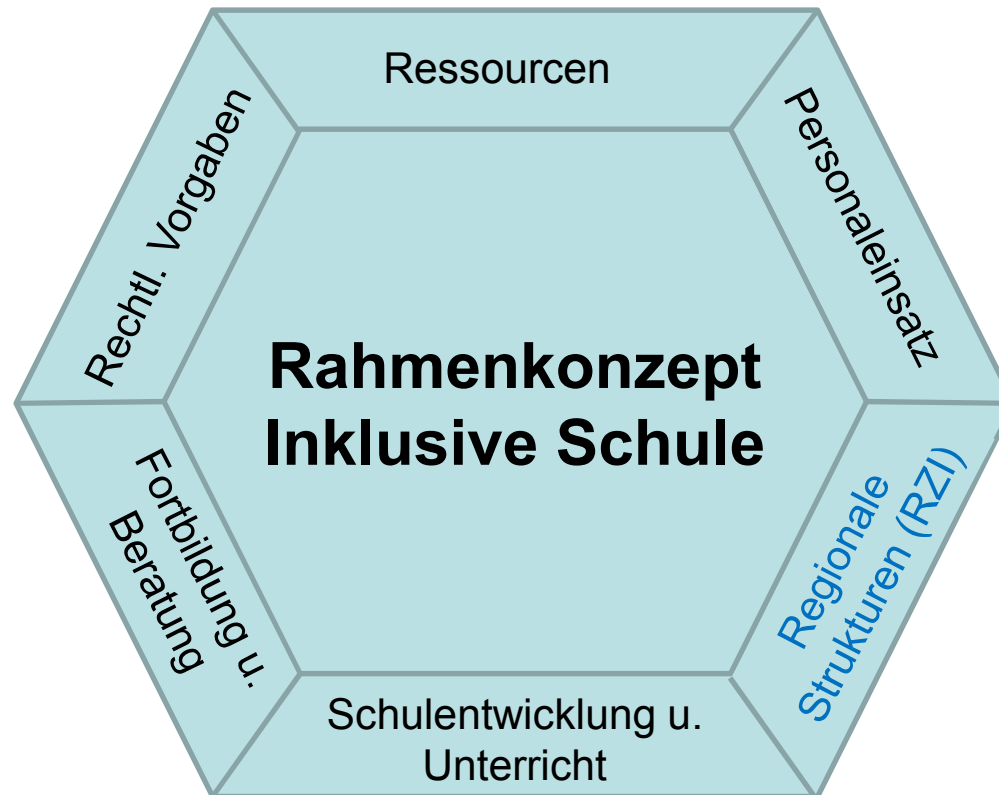 Ressourcen
Personaleinsatz
Regionale
Strukturen (RZI)
Schulentwicklung u.
Unterricht
Fortbildung u.
Beratung
Rechtl. Vorgaben
Rahmenkonzept
Inklusive Schule